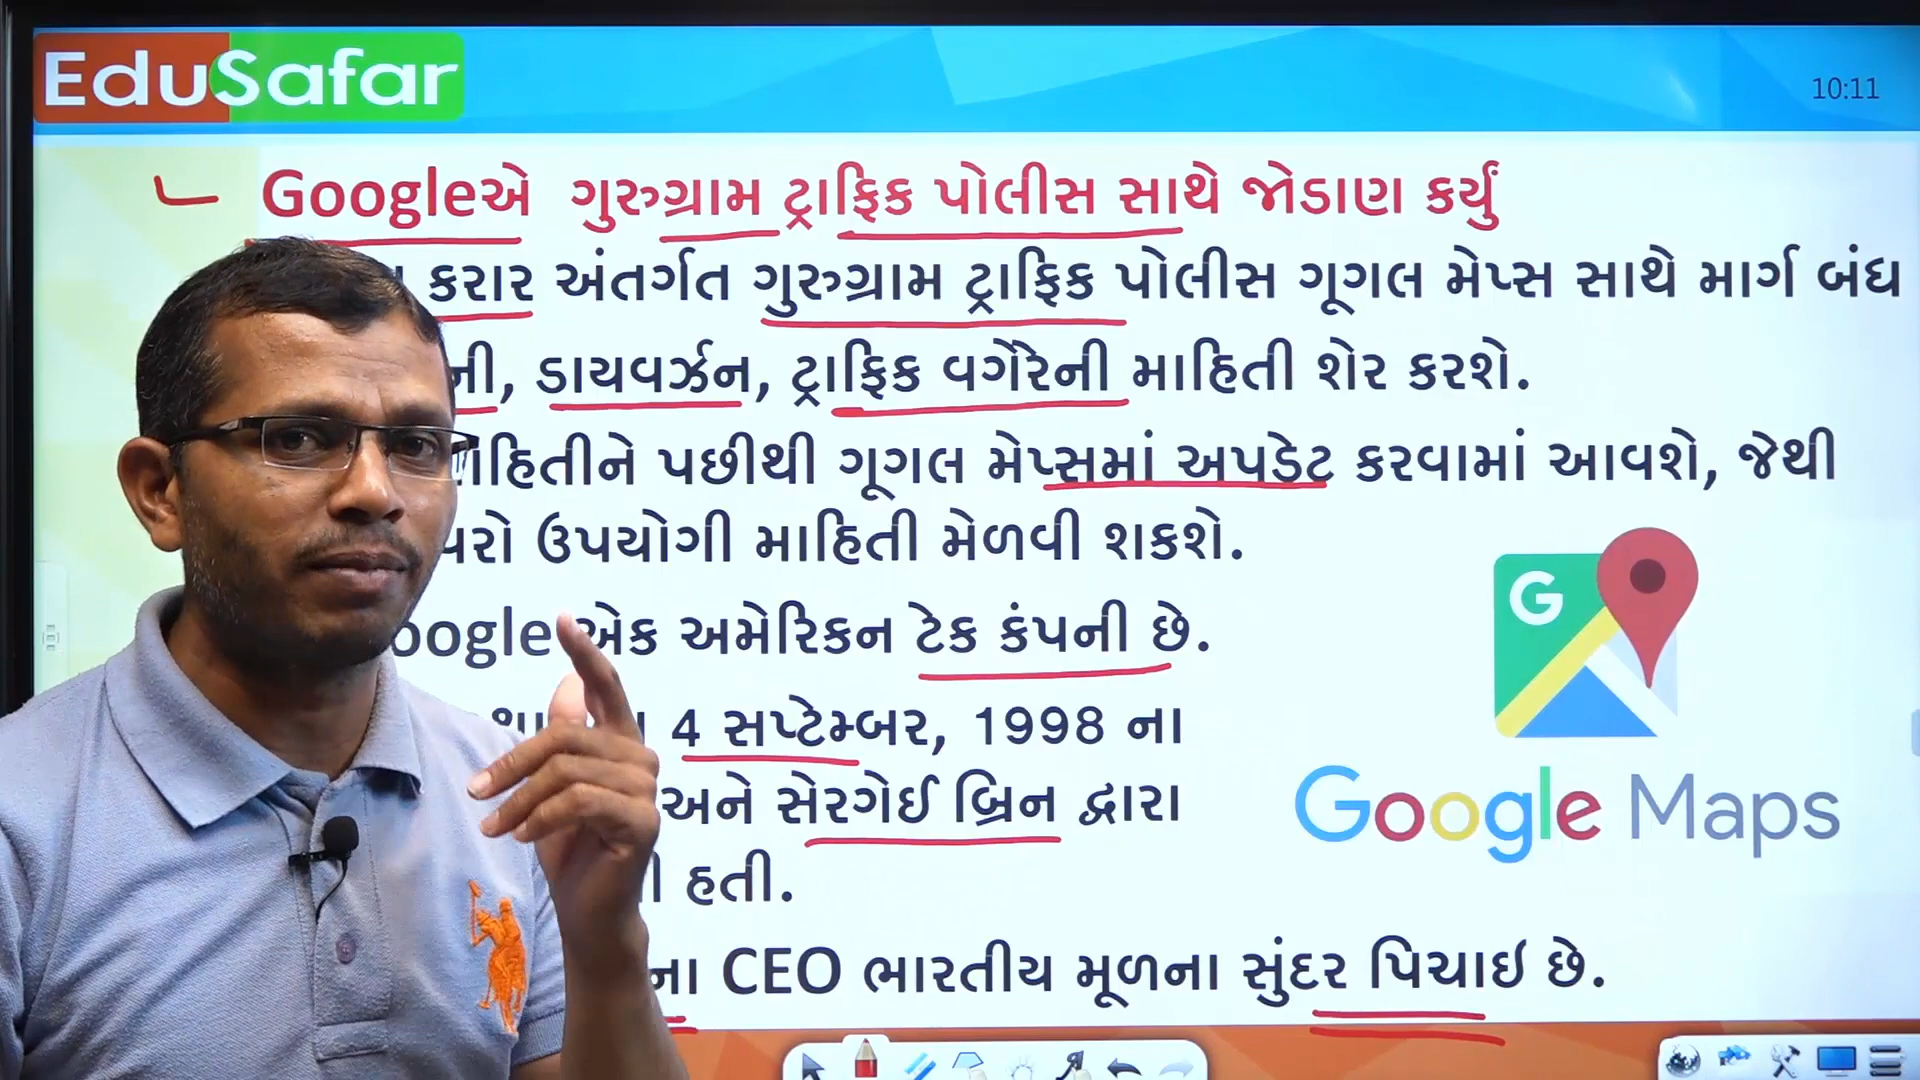 EduSafar
10:11
Googleએ ગુરુગ્રામ ટ્રાફિક પોલીસ સાથે જોડાણ કર્યું
કરાર અંતર્ગત ગુરુગ્રામ ટ્રાફિક પોલીસ ગૂગલ મેપ્સ સાથે માર્ગ બંધ
ડાયવર્ઝન, ટ્રાફિક વગેરેની માહિતી શેર કરશે.
પછીથી ગૂગલ મેપ્સમાં અપડેટ કરવામાં આવશે, જેથી
ઉપયોગી માહિતી મેળવી શકશે.
એક અમેરિકન ટેક કંપની છે.
4 સપ્ટેમ્બર, 1998 ના
અને સેરગેઈ બ્રિન દ્વારા
હતી.
ના CEO ભારતીય મૂળના સુંદર પિચાઇ છે.
G
Google Maps